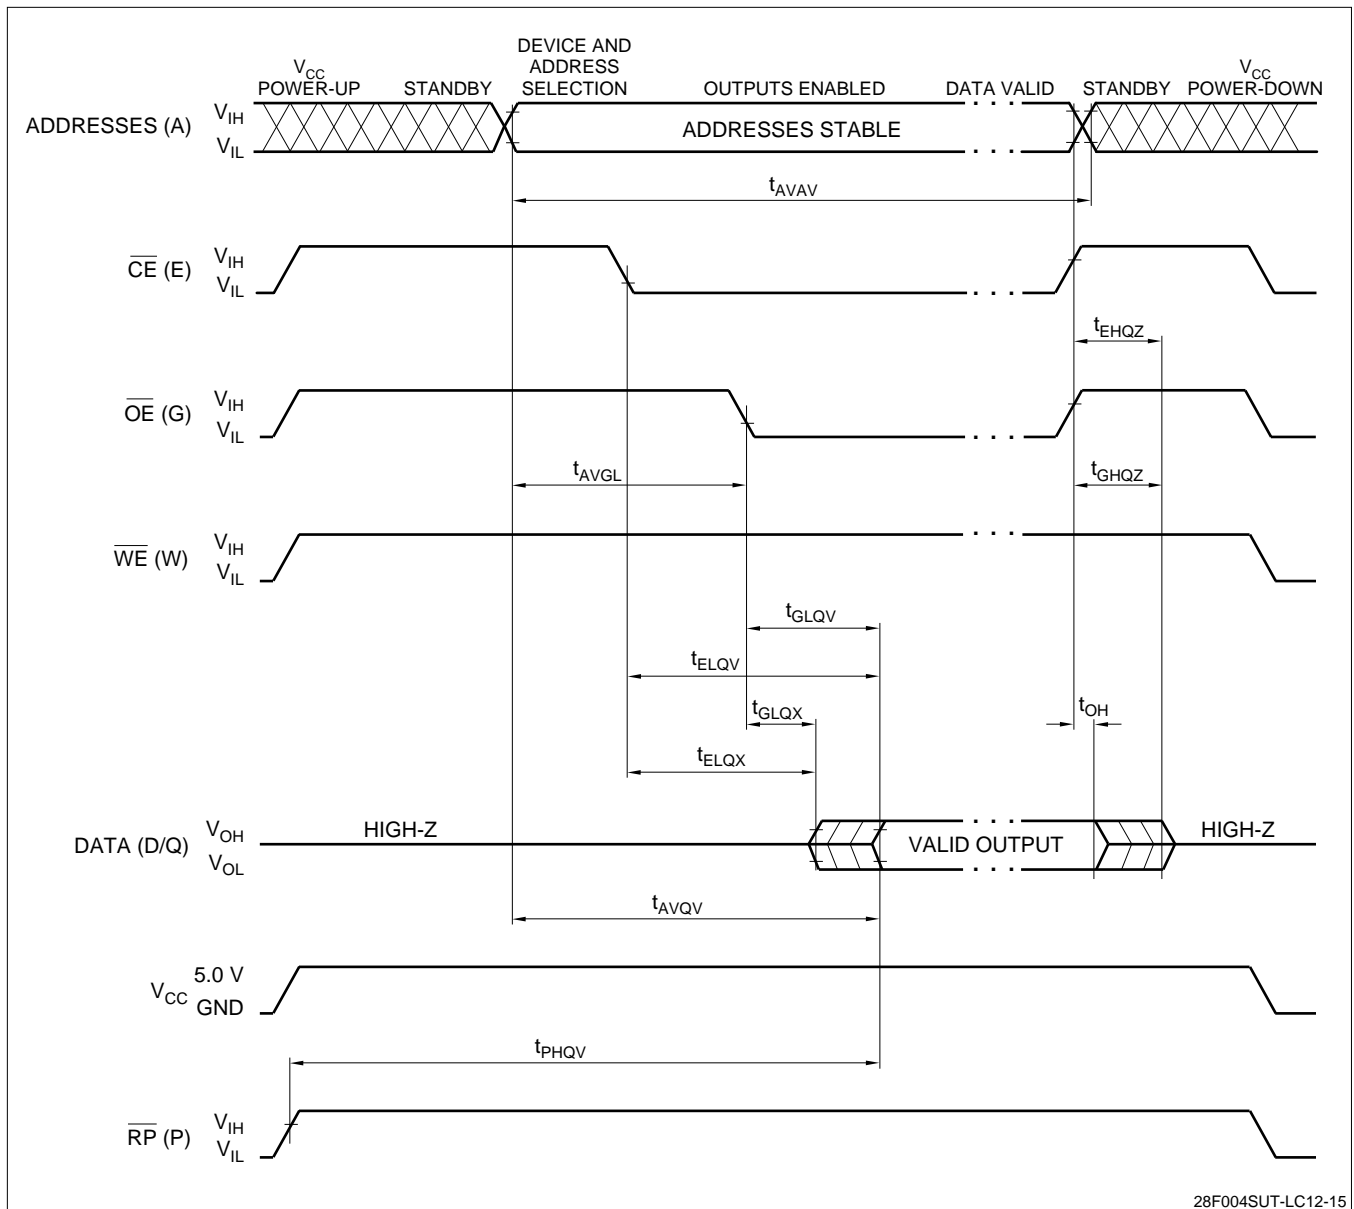 DEVICE AND
ADDRESS
SELECTION
VCC
POWER-UP
STANDBY
OUTPUTS ENABLED
DATA VALID
STANDBY
VCC
POWER-DOWN
ADDRESSES (A)
VIH
VIL
ADDRESSES STABLE
tAVAV
CE (E)
VIH
VIL
tEHQZ
OE (G)
VIH
VIL
tAVGL
tGHQZ
WE (W)
VIH
VIL
tGLQV
tELQV
tGLQX
tOH
tELQX
DATA (D/Q)
VOH
VOL
HIGH-Z
VALID OUTPUT
HIGH-Z
tAVQV
VCC
5.0 V
GND
tPHQV
RP (P)
VIH
VIL
28F004SUT-LC12-15